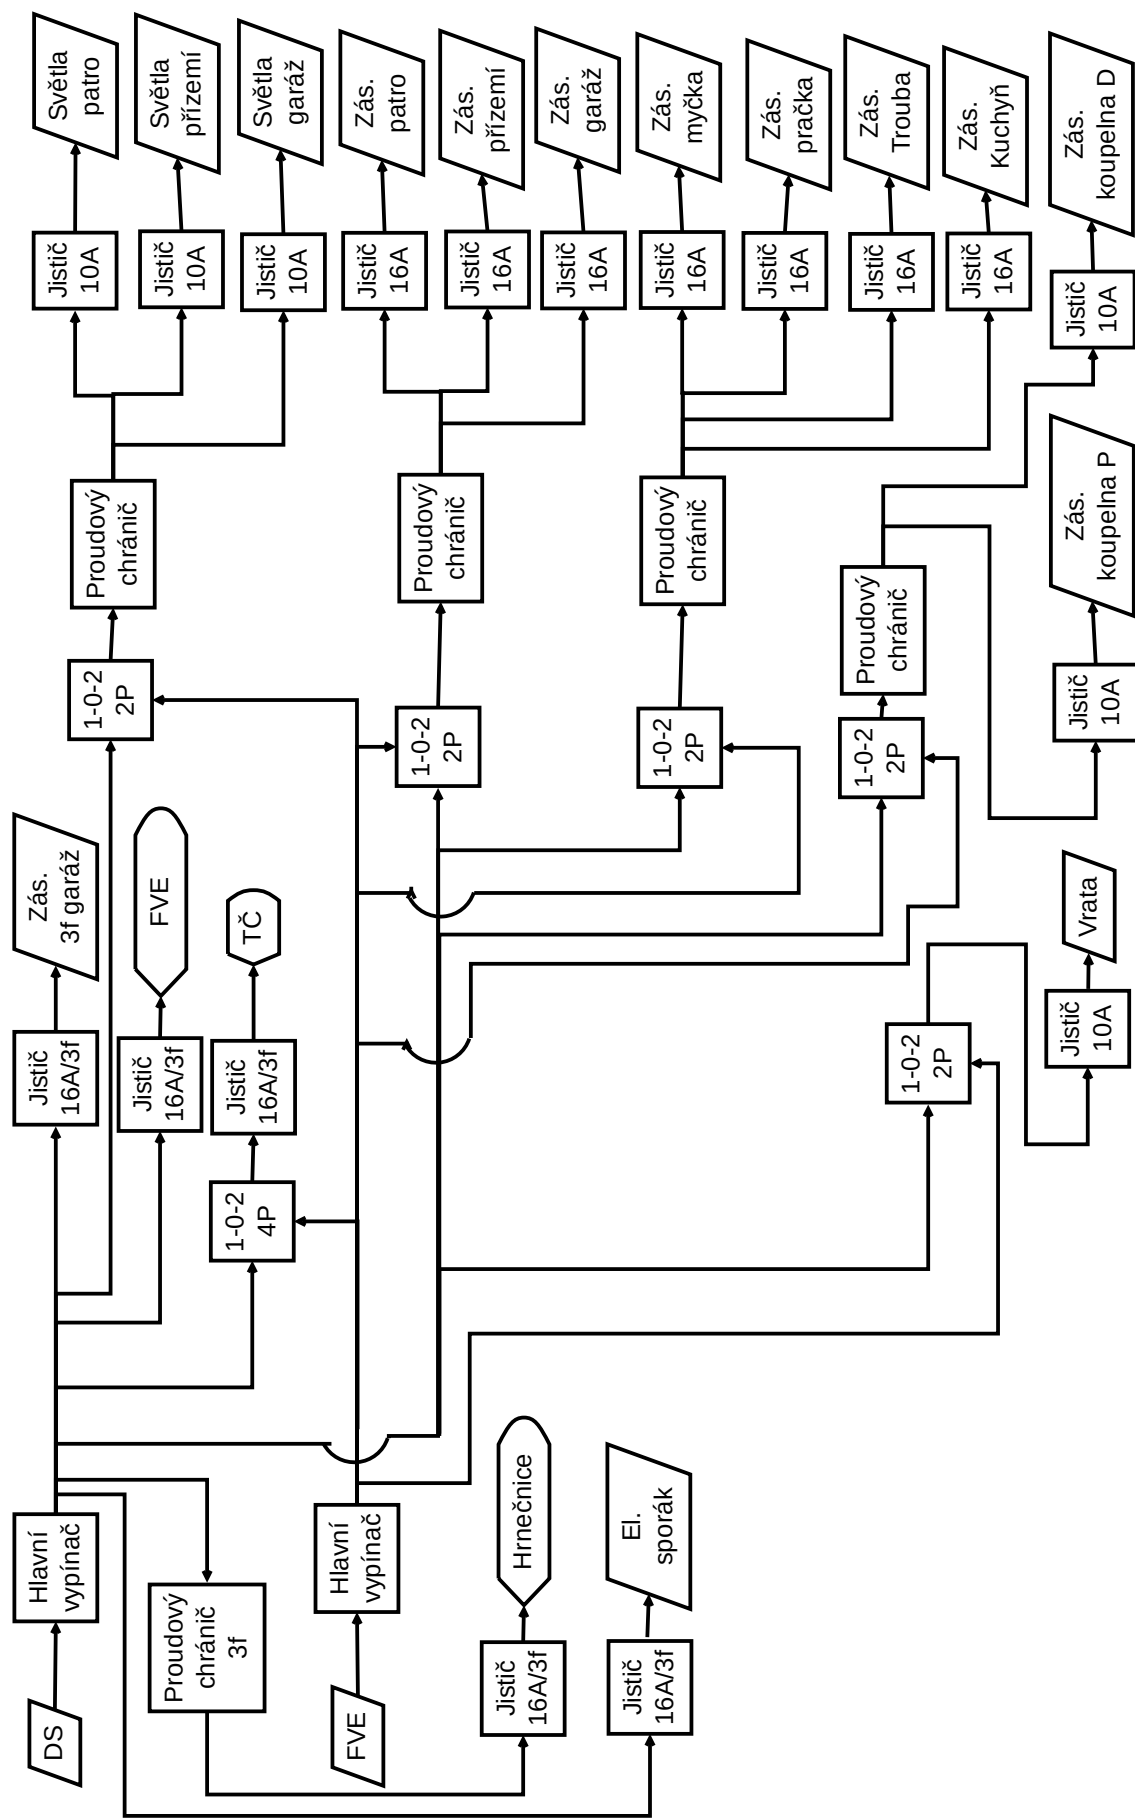 DS
Hlavní
vypínač
Proudový
chránič
3f
FVE
Hlavní
vypínač
Jistič
16A/3f
Hrnečnice
Jistič
16A/3f
El.
sporák
Jistič
16A/3f
Zás.
3f garáž
Jistič
16A/3f
FVE
1-0-2
4P
Jistič
16A/3f
TČ
1-0-2
2P
Jistič
10A
Vrata
1-0-2
2P
Proudový
chránič
Jistič
10A
Světla
patro
Jistič
10A
Světla
přízemí
Jistič
10A
Světla
garáž
1-0-2
2P
Proudový
chránič
Jistič
16A
Zás.
patro
Jistič
16A
Zás.
přízemí
Jistič
16A
Zás.
garáž
1-0-2
2P
Proudový
chránič
Jistič
16A
Zás.
myčka
Jistič
16A
Zás.
pračka
Jistič
16A
Zás.
Trouba
Jistič
16A
Zás.
Kuchyň
1-0-2
2P
Proudový
chránič
Jistič
10A
Zás.
koupelna P
Jistič
10A
Zás.
koupelna D